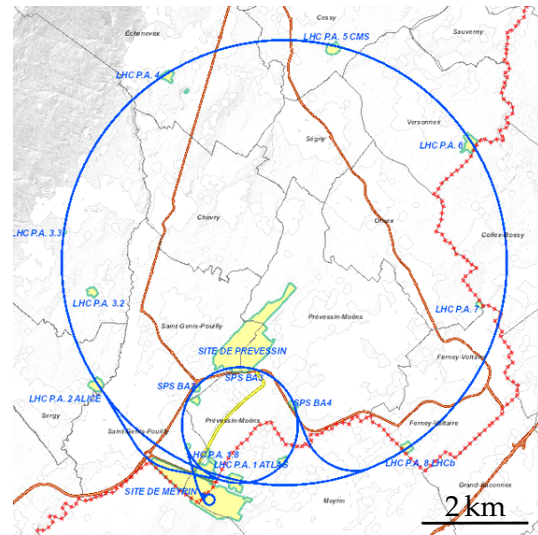 Cessy
Echenevex
Sauverny
LHC P.A. 5 CMS
LHC P.A. 4
Versonnex
Ségny
LHC P.A. 6
Chevry
Ornex
LHC P.A. 3.3
Collex-Bossy
LHC P.A. 3.2
LHC P.A. 7
Saint-Genis-Pouilly
Prévessin-Moëns
SITE DE PREVESSIN
Ferney-Voltaire
SPS BA3
SPS BA2
LHC P.A. 2 ALICE
SPS BA4
Sergy
Prévessin-Moëns
Ferney-Voltaire
Saint-Genis-Pouilly
LHC P.A. 1.8
LHC P.A. 1 ATLAS
LHC P.A. 8 LHCb
SITE DE MEYRIN
Meyrin
Grand-Saconnex
2 km